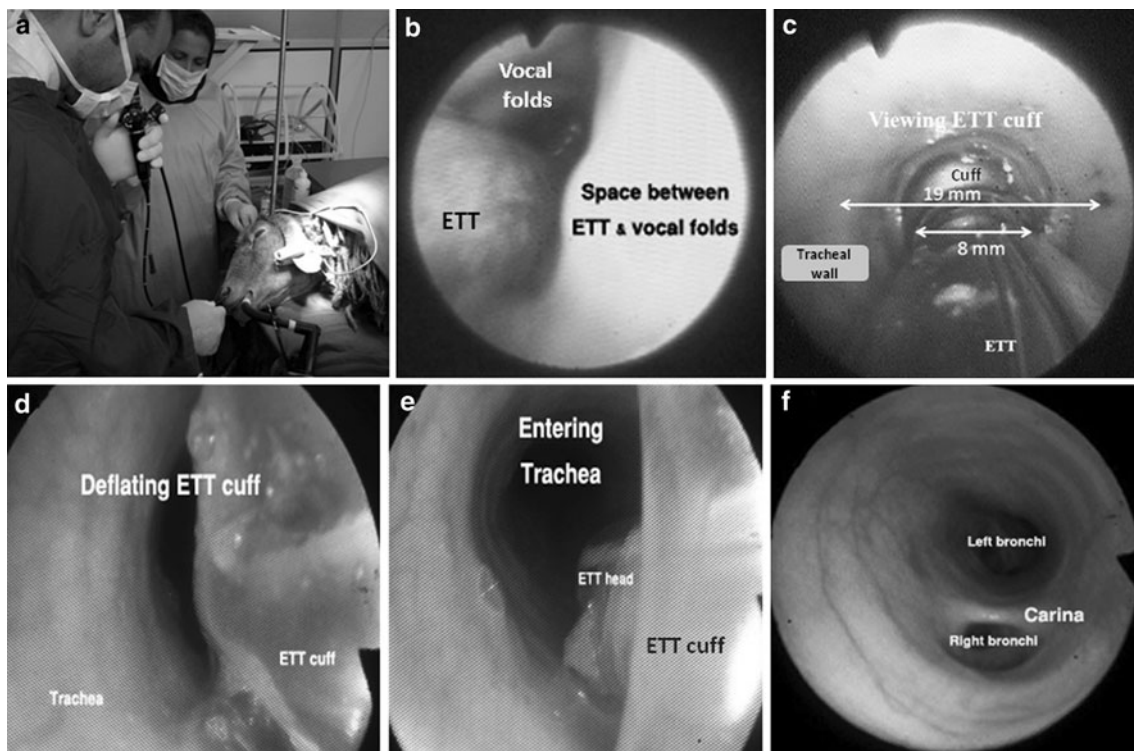 a
b
Vocal
folds
ETT
Space between
ETT & vocal folds
c
Viewing ETT cuff
Cuff
19 mm
8 mm
Tracheal
wall
ETT
d
Deflating ETT cuff
ETT cuff
Trachea
e
Entering
Trachea
ETT head
ETT cuff
f
Left bronchi
Carina
Right bronchi